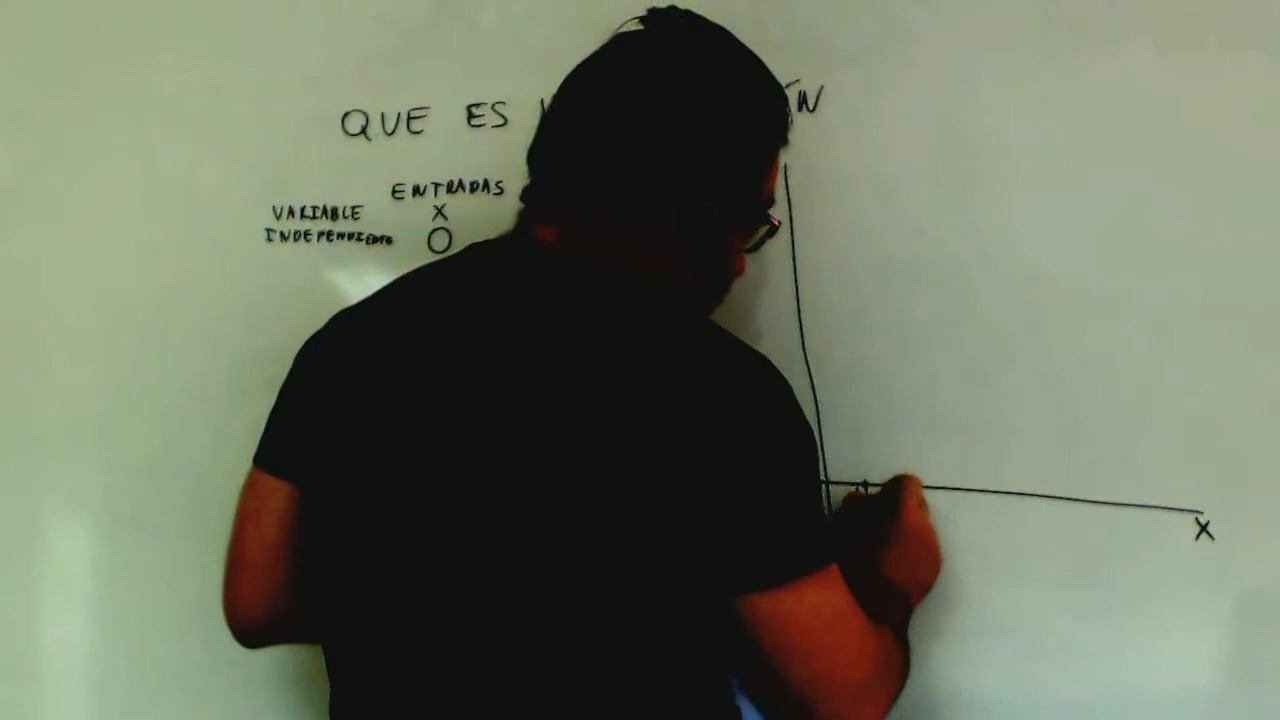 QUE ES
ENTRADAS
VARIABLE X
INDEPENDIENTE O
X